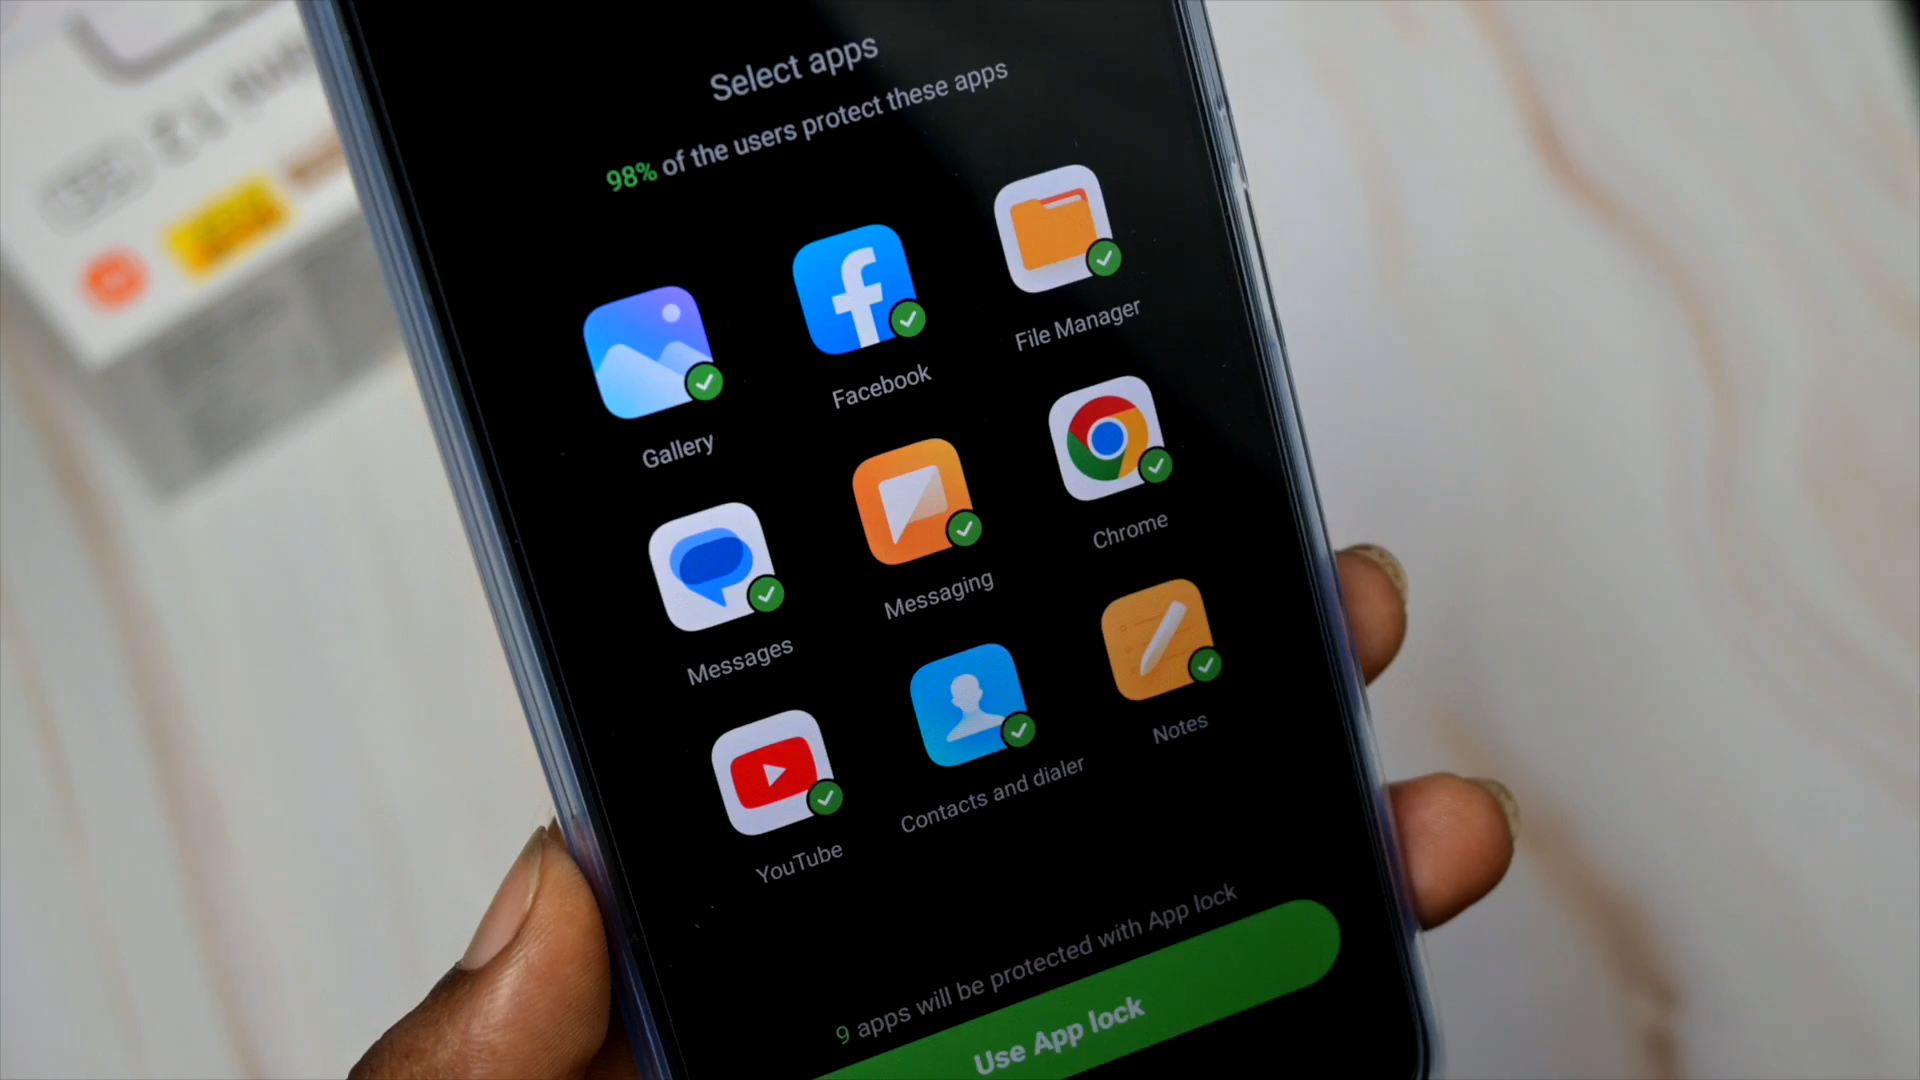 Select apps
98% of the users protect these apps
Gallery
Facebook
File Manager
Messages
Messaging
Chrome
YouTube
Contacts and dialer
Notes
9 apps will be protected with App lock
Use App lock